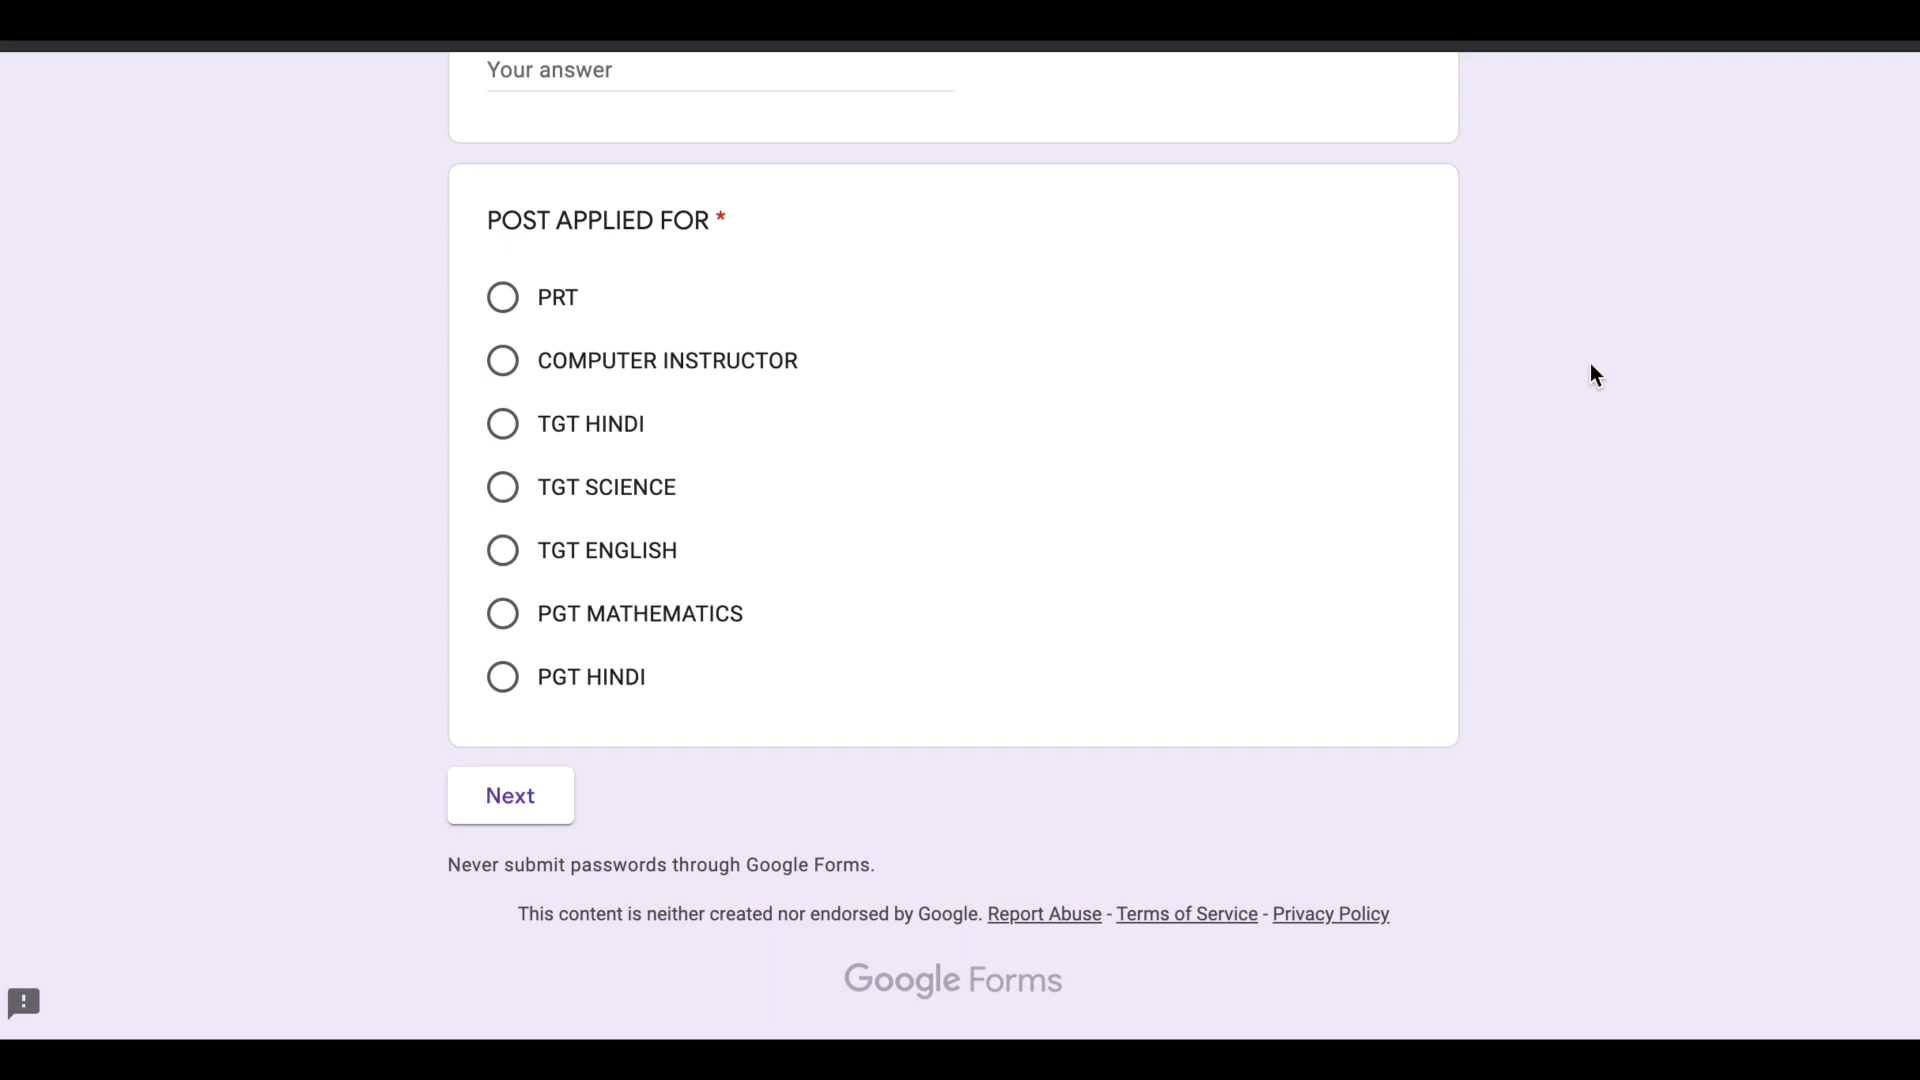 Your answer
POST APPLIED FOR *
PRT
COMPUTER INSTRUCTOR
TGT HINDI
TGT SCIENCE
TGT ENGLISH
PGT MATHEMATICS
PGT HINDI
Next
Never submit passwords through Google Forms.
This content is neither created nor endorsed by Google. Report Abuse - Terms of Service - Privacy Policy
Google Forms